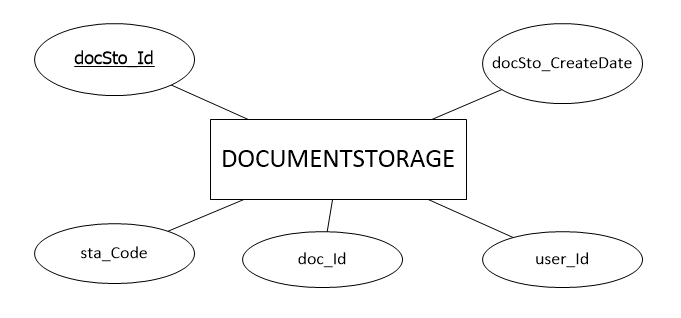 docSto_Id
docSto_CreateDate
DOCUMENTSTORAGE
sta_Code
doc_Id
user_Id